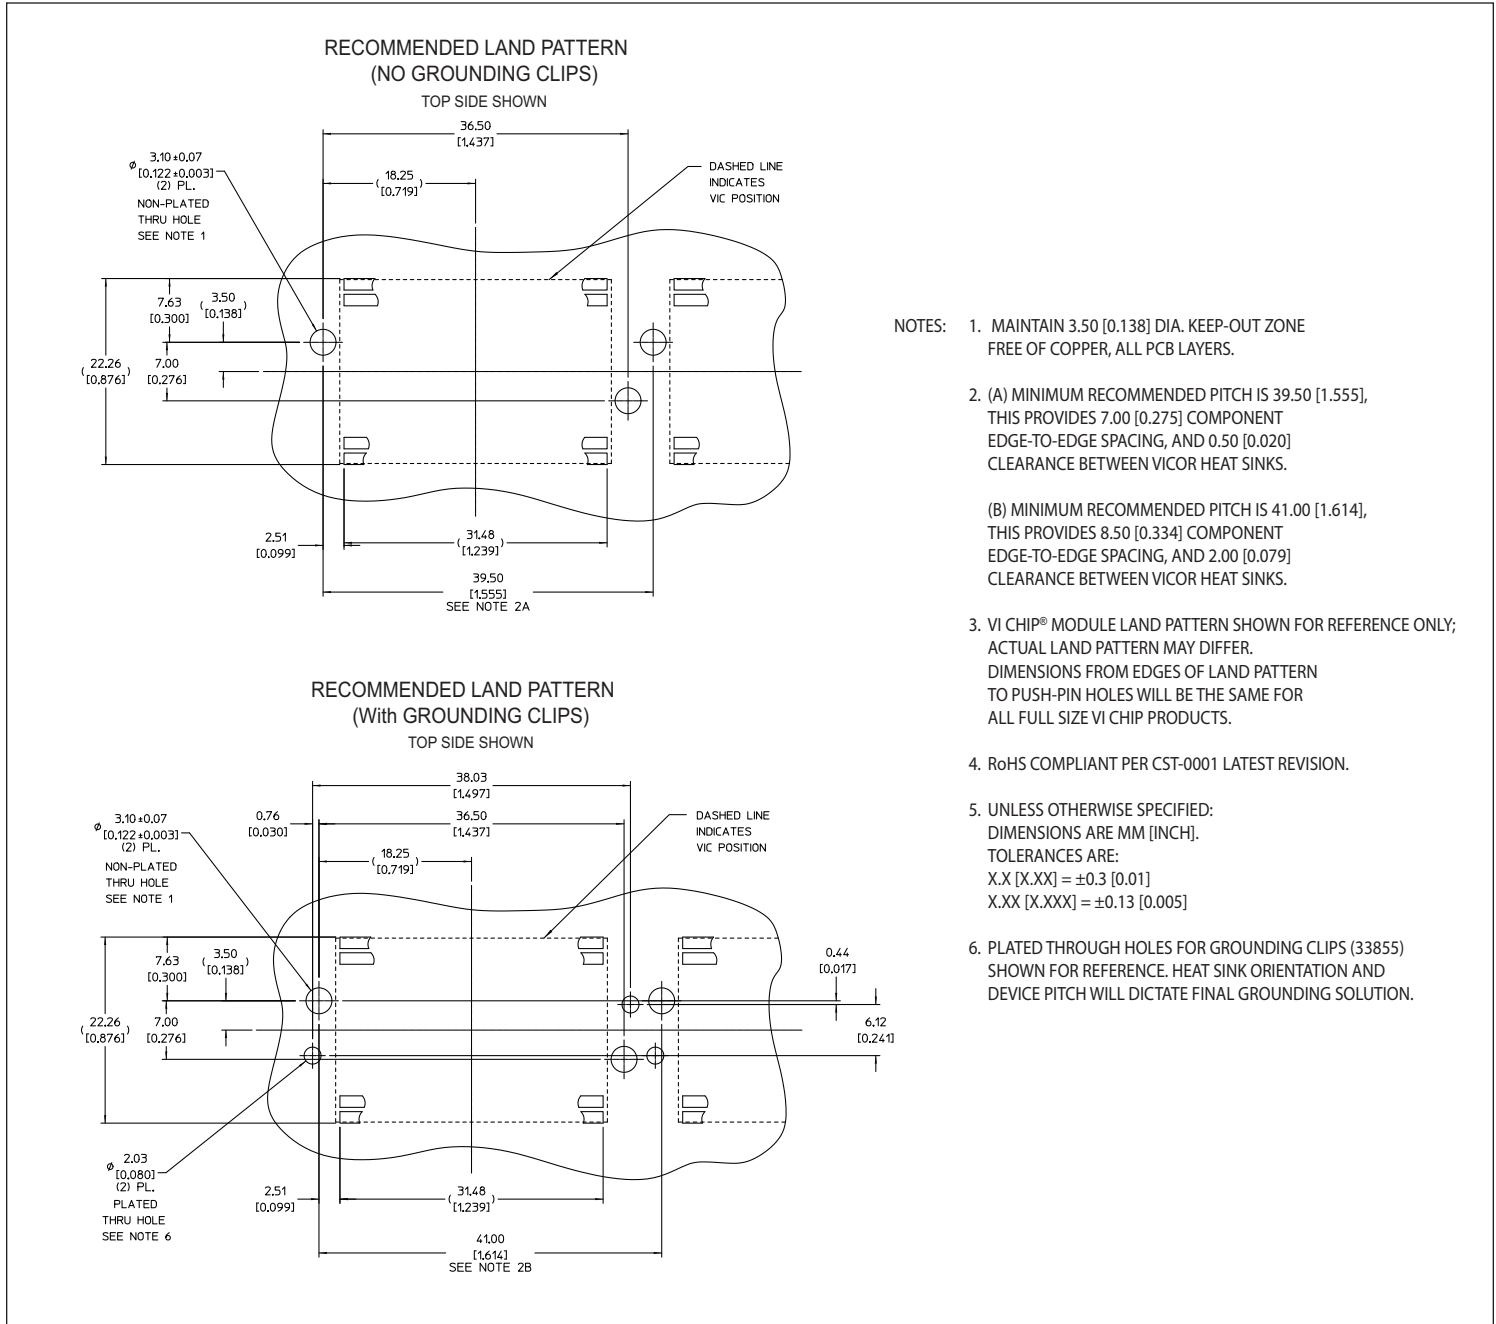 RECOMMENDED LAND PATTERN
(NO GROUNDING CLIPS)
TOP SIDE SHOWN
36.50
[1.437]
ø 3.10±0.07
[0.122±0.003]
(2) PL.
NON-PLATED
THRU HOLE
SEE NOTE 1
(18.25)
[0.719]
DASHED LINE
INDICATES
VIC POSITION
7.63
[0.300]
(3.50)
[0.138]
(22.26)
[0.876]
7.00
[0.276]
2.51
[0.099]
(31.48)
[1.239]
39.50
[1.555]
SEE NOTE 2A
RECOMMENDED LAND PATTERN
(With GROUNDING CLIPS)
TOP SIDE SHOWN
38.03
[1.497]
ø 3.10±0.07
[0.122±0.003]
(2) PL.
NON-PLATED
THRU HOLE
SEE NOTE 1
0.76
[0.030]
36.50
[1.437]
(18.25)
[0.719]
DASHED LINE
INDICATES
VIC POSITION
7.63
[0.300]
(3.50)
[0.138]
0.44
[0.017]
(22.26)
[0.876]
7.00
[0.276]
6.12
[0.241]
ø 2.03
[0.080]
(2) PL.
PLATED
THRU HOLE
SEE NOTE 6
2.51
[0.099]
(31.48)
[1.239]
41.00
[1.614]
SEE NOTE 2B
NOTES: 1. MAINTAIN 3.50 [0.138] DIA. KEEP-OUT ZONE
FREE OF COPPER, ALL PCB LAYERS.
2. (A) MINIMUM RECOMMENDED PITCH IS 39.50 [1.555],
THIS PROVIDES 7.00 [0.275] COMPONENT
EDGE-TO-EDGE SPACING, AND 0.50 [0.020]
CLEARANCE BETWEEN VICOR HEAT SINKS.
(B) MINIMUM RECOMMENDED PITCH IS 41.00 [1.614],
THIS PROVIDES 8.50 [0.334] COMPONENT
EDGE-TO-EDGE SPACING, AND 2.00 [0.079]
CLEARANCE BETWEEN VICOR HEAT SINKS.
3. VI CHIP® MODULE LAND PATTERN SHOWN FOR REFERENCE ONLY;
ACTUAL LAND PATTERN MAY DIFFER.
DIMENSIONS FROM EDGES OF LAND PATTERN
TO PUSH-PIN HOLES WILL BE THE SAME FOR
ALL FULL SIZE VI CHIP PRODUCTS.
4. RoHS COMPLIANT PER CST-0001 LATEST REVISION.
5. UNLESS OTHERWISE SPECIFIED:
DIMENSIONS ARE MM [INCH].
TOLERANCES ARE:
X.X [X.XX] = ±0.3 [0.01]
X.XX [X.XXX] = ±0.13 [0.005]
6. PLATED THROUGH HOLES FOR GROUNDING CLIPS (33855)
SHOWN FOR REFERENCE. HEAT SINK ORIENTATION AND
DEVICE PITCH WILL DICTATE FINAL GROUNDING SOLUTION.